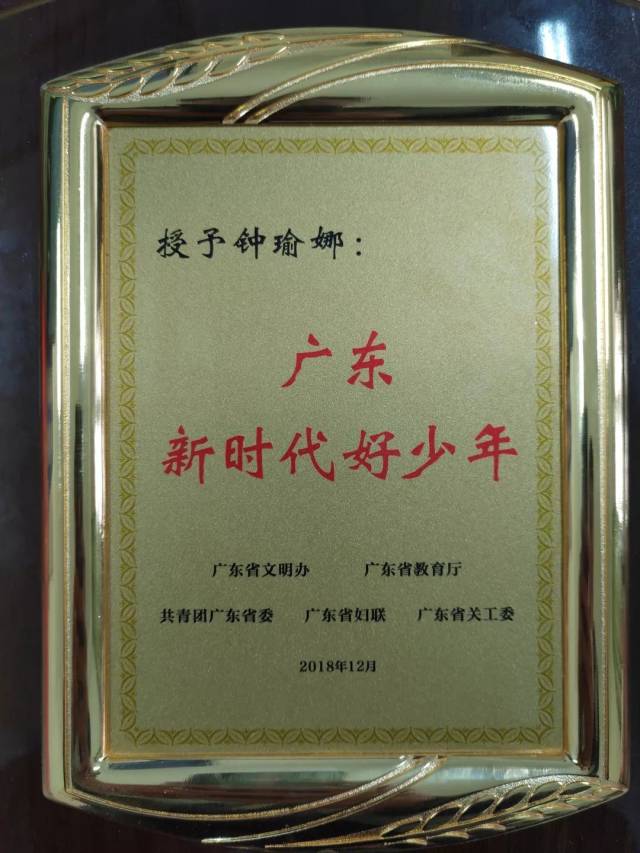 授予钟瑜娜：
广东
新时代好少年
广东省文明办 广东省教育厅
共青团广东省委 广东省妇联 广东省关工委
2018年12月